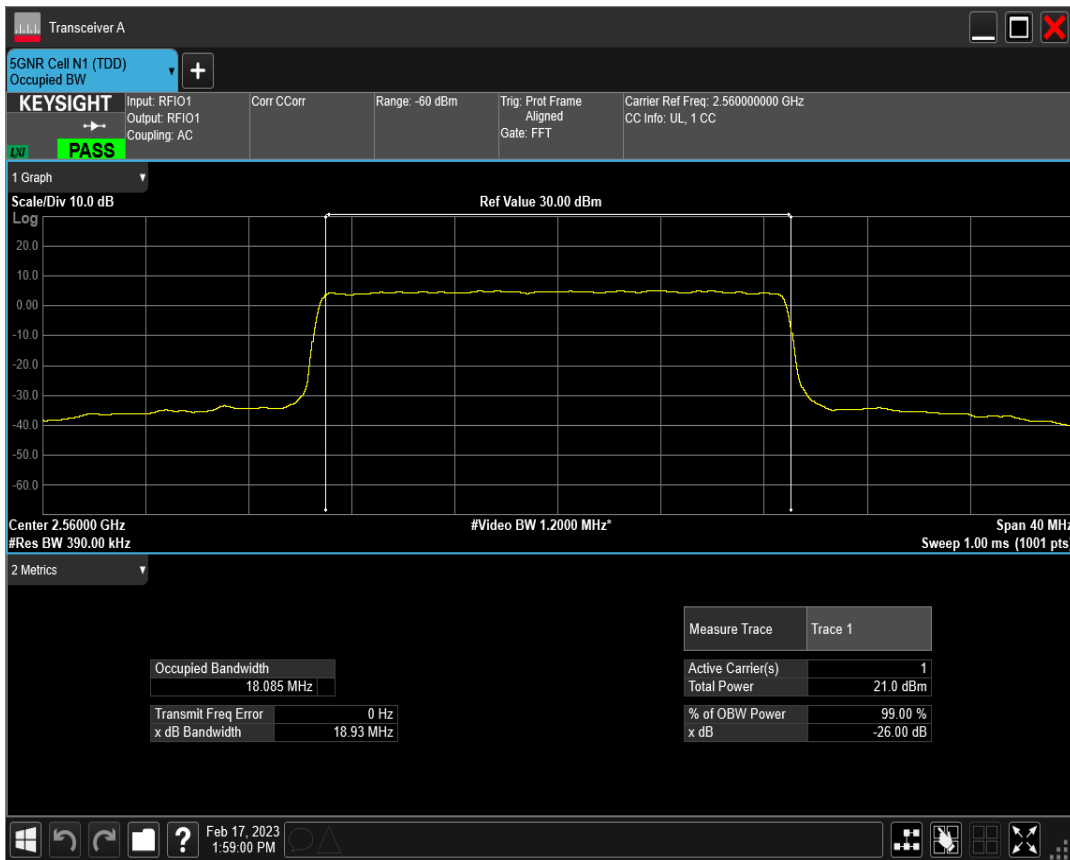 Transceiver A
5GNR Cell N1 (TDD)
Occupied BW
+
KEYSIGHT
LXI
PASS
Input: RFIO1
Output: RFIO1
Coupling: AC
Corr CCorr
Range: -60 dBm
Trig: Prot Frame
Aligned
Gate: FFT
Carrier Ref Freq: 2.560000000 GHz
CC Info: UL, 1 CC
1 Graph
Scale/Div 10.0 dB
Ref Value 30.00 dBm
Log
20.0
10.0
0.00
-10.0
-20.0
-30.0
-40.0
-50.0
-60.0
Center 2.56000 GHz
#Video BW 1.2000 MHz*
Span 40 MHz
#Res BW 390.00 kHz
Sweep 1.00 ms (1001 pts)
2 Metrics
Measure Trace Trace 1
Occupied Bandwidth
18.085 MHz
Active Carrier(s) 1
Total Power 21.0 dBm
Transmit Freq Error 0 Hz
x dB Bandwidth 18.93 MHz
% of OBW Power 99.00 %
x dB -26.00 dB
?
Feb 17, 2023
1:59:00 PM